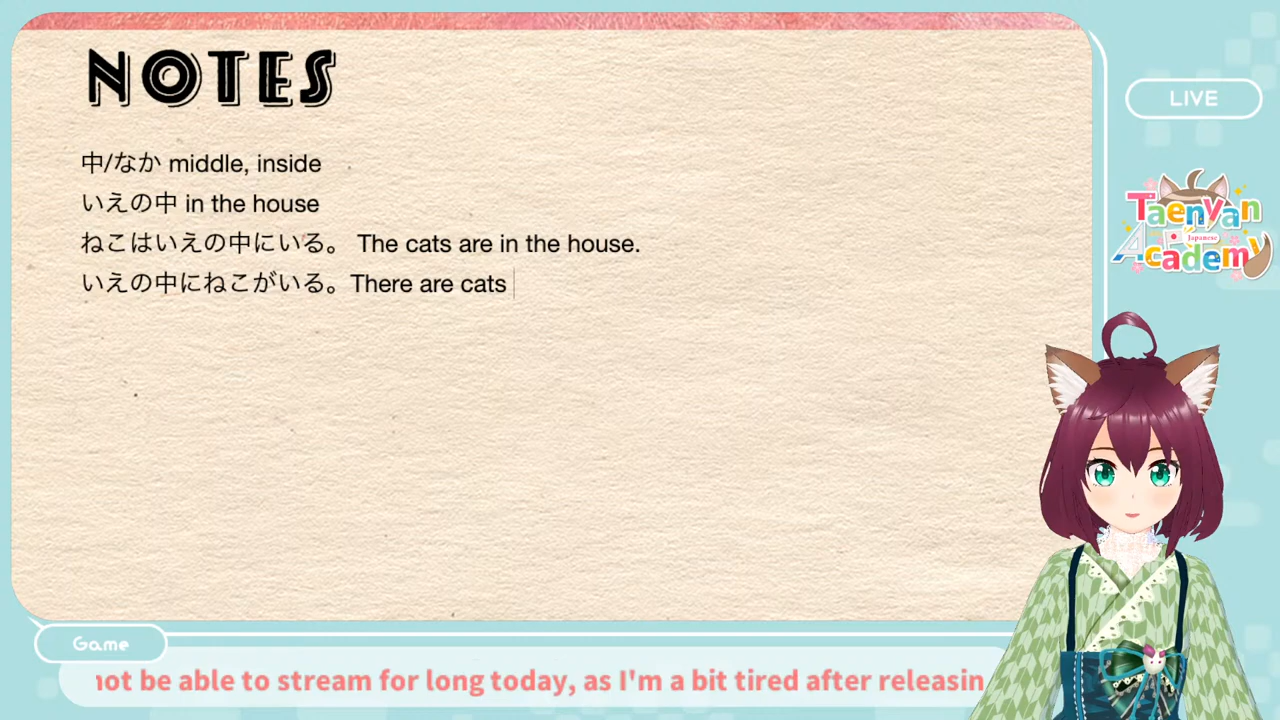 NOTES
中/なか middle, inside
いえの中 in the house
ねこはいえの中にいる。 The cats are in the house.
いえの中にねこがいる。There are cats
LIVE
Taenyan
Japanese
Academy
Game
not be able to stream for long today, as I'm a bit tired after releasin